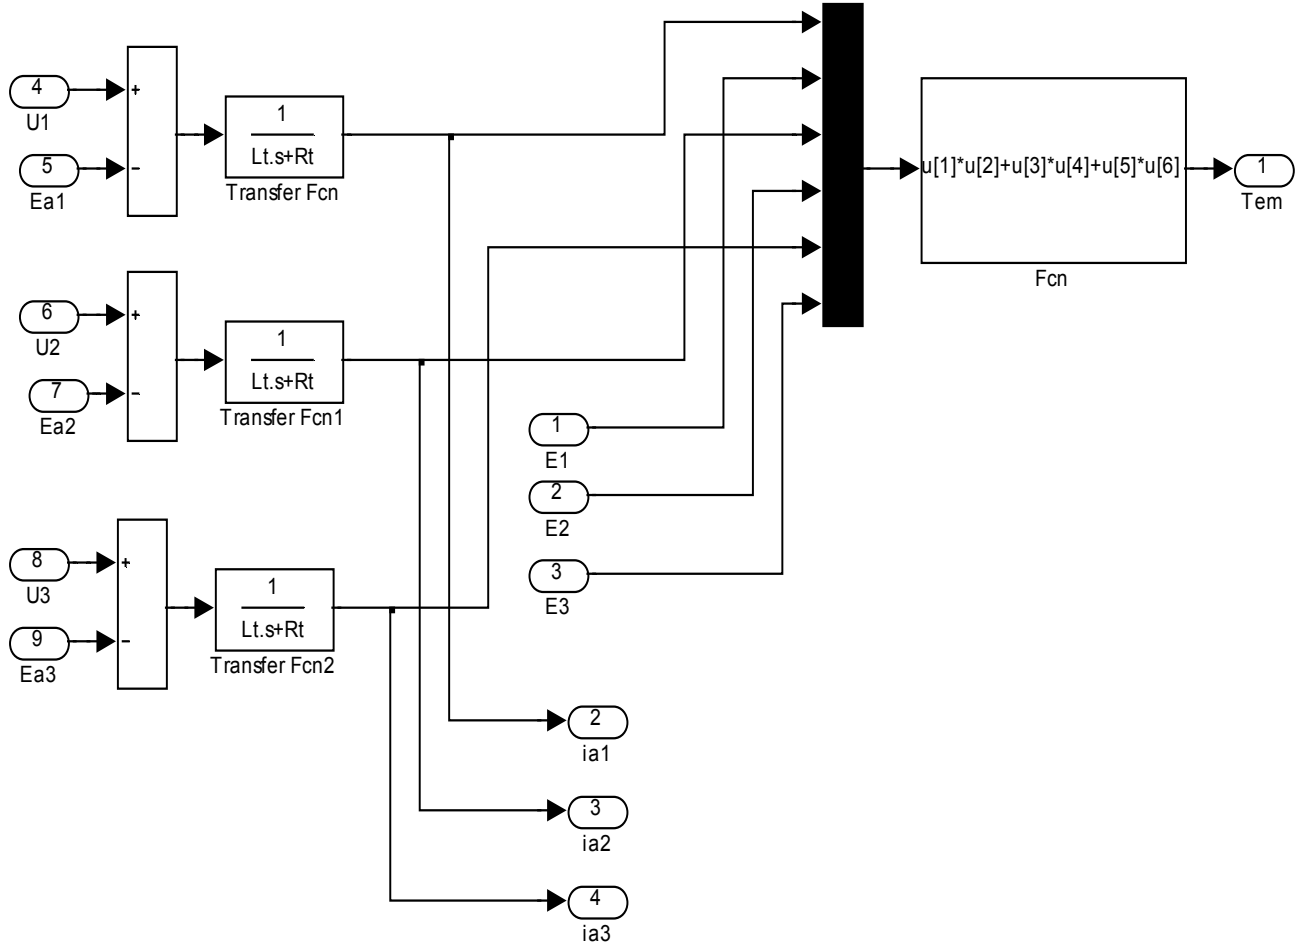 4
+
U1
5
-
Ea1
1
Lt.s+Rt
Transfer Fcn
u[1]*u[2]+u[3]*u[4]+u[5]*u[6]
Fcn
1
Tem
6
+
U2
7
-
Ea2
1
Lt.s+Rt
Transfer Fcn1
1
E1
2
E2
3
E3
8
+
U3
9
-
Ea3
1
Lt.s+Rt
Transfer Fcn2
2
ia1
3
ia2
4
ia3